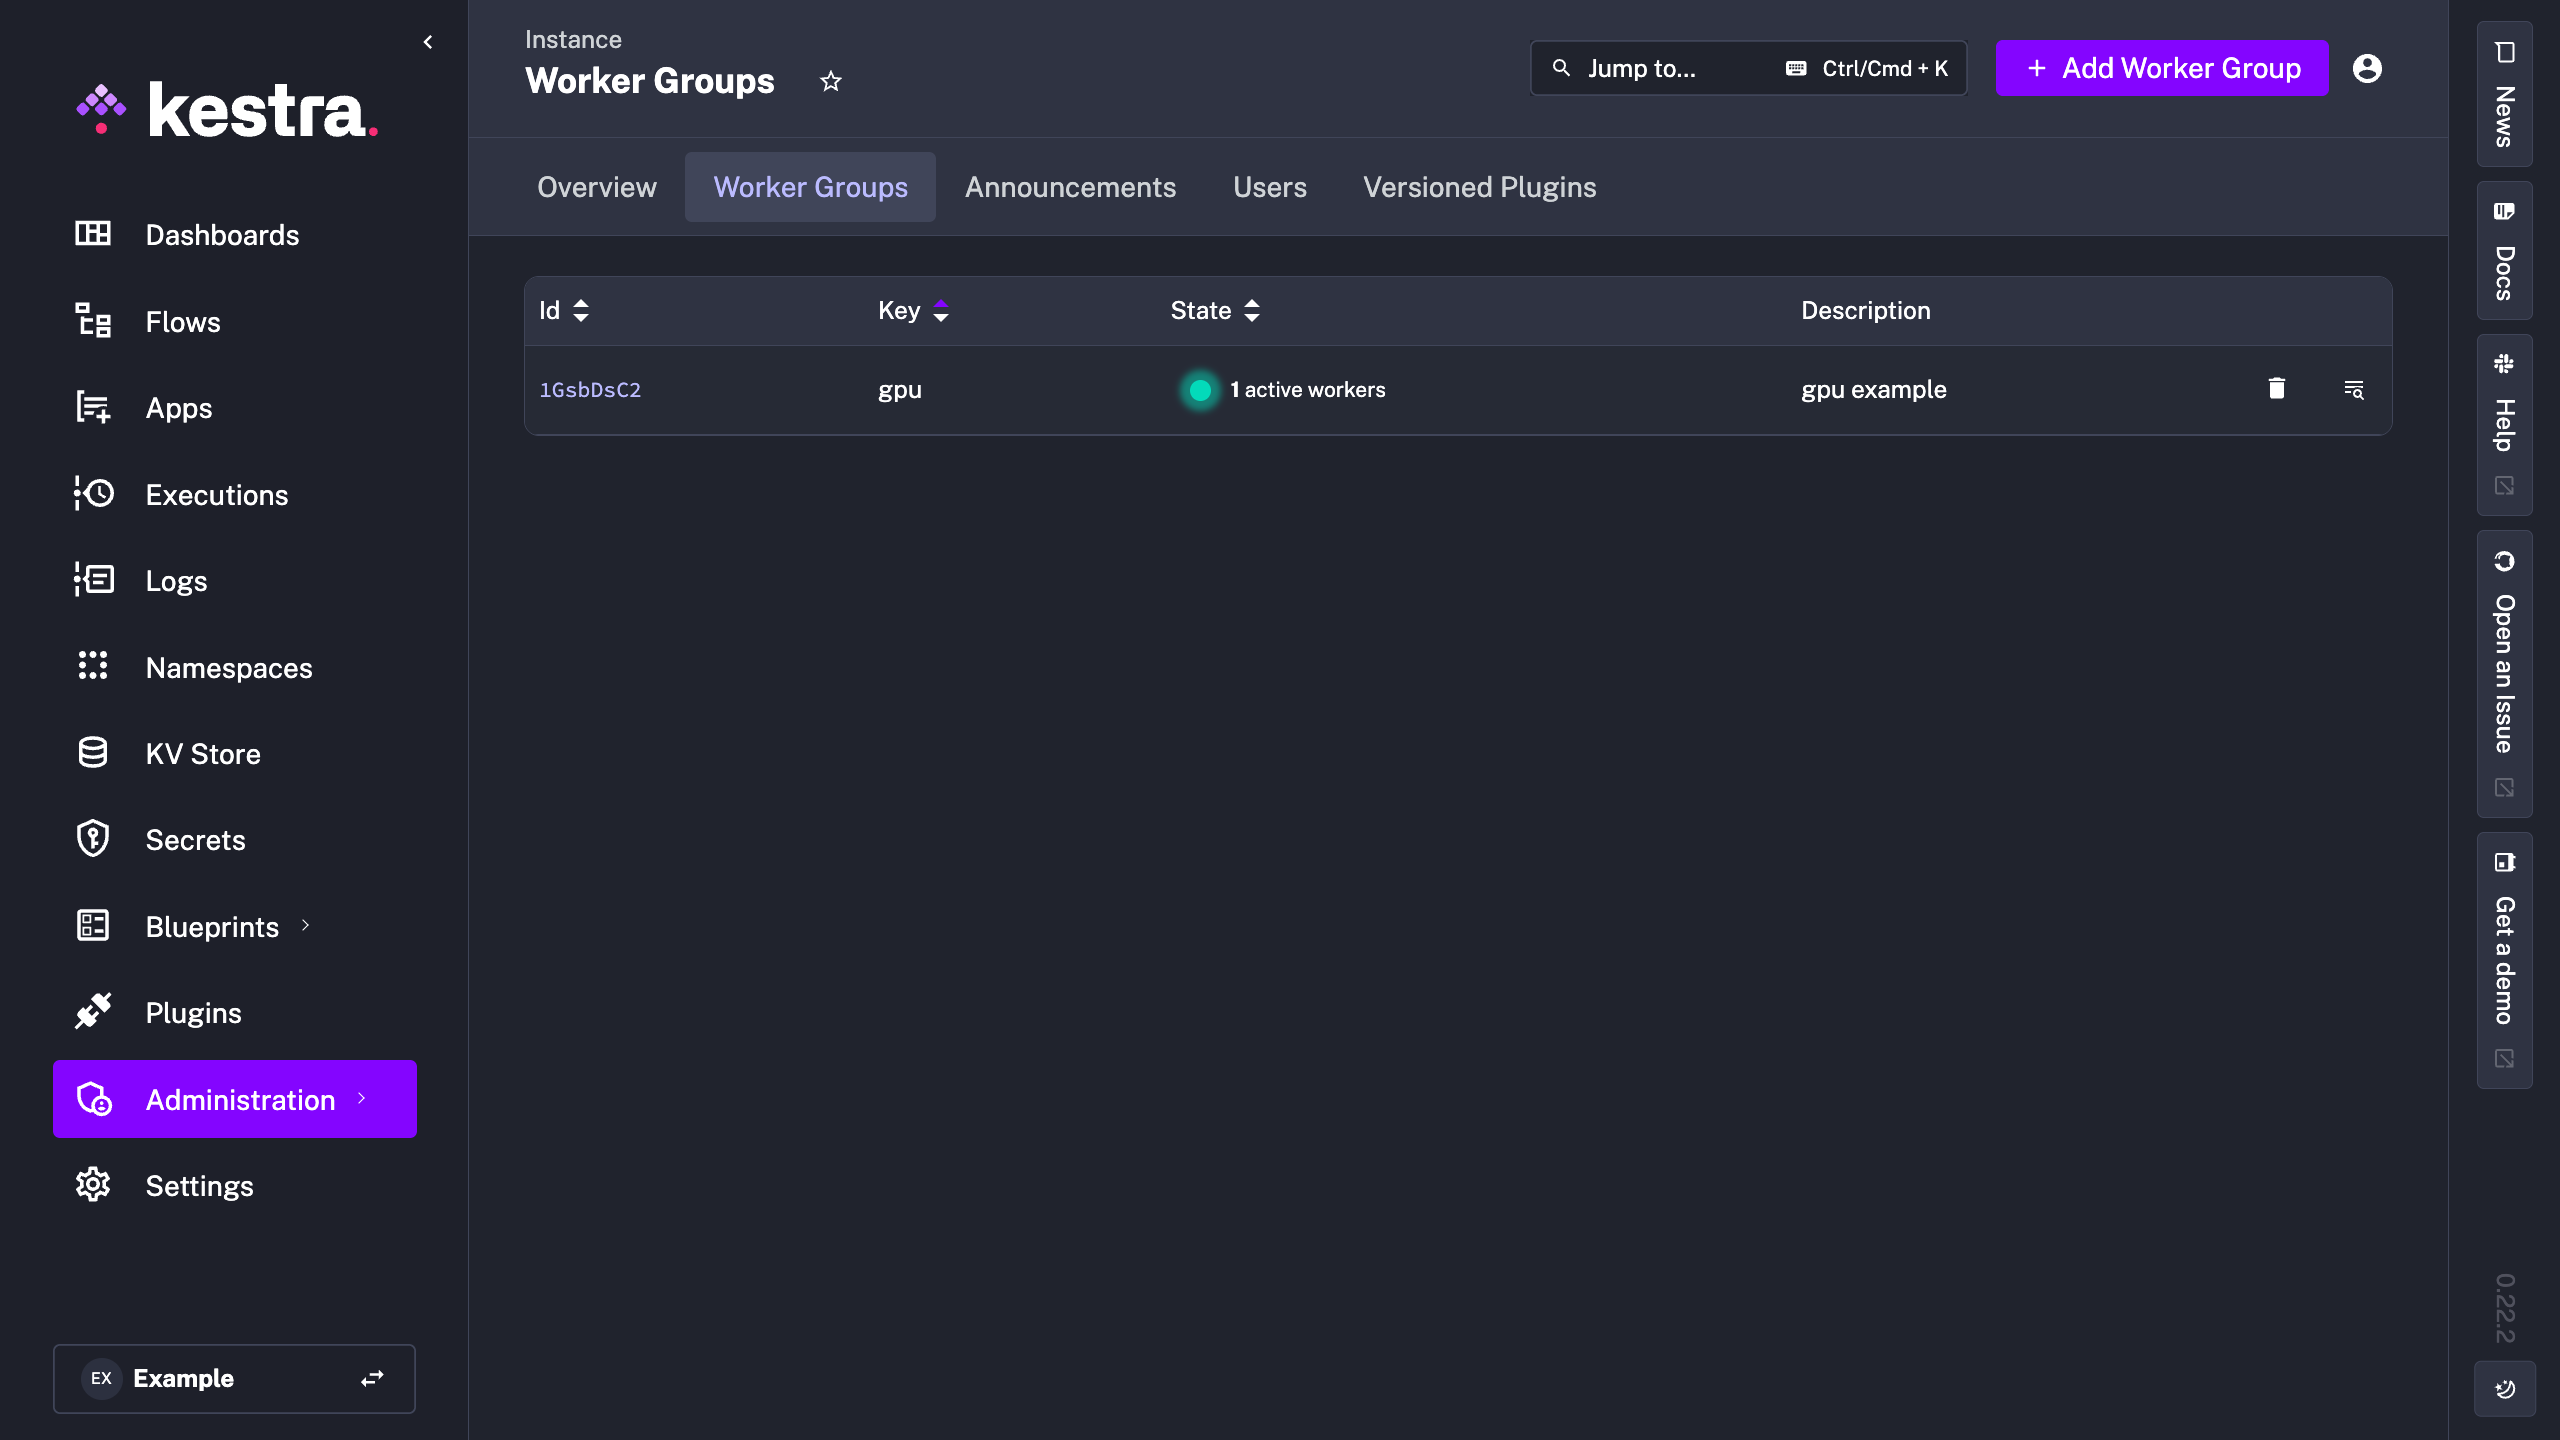 kestra.
Dashboards
Flows
Apps
Executions
Logs
Namespaces
KV Store
Secrets
Blueprints
Plugins
Administration
Settings
EX Example
Instance
Worker Groups
Jump to...
Ctrl/Cmd + K
+ Add Worker Group
Overview
Worker Groups
Announcements
Users
Versioned Plugins
Id
Key
State
Description
1GsbDsC2
gpu
1 active workers
gpu example
News
Docs
Help
Open an Issue
Get a demo
0.22.2